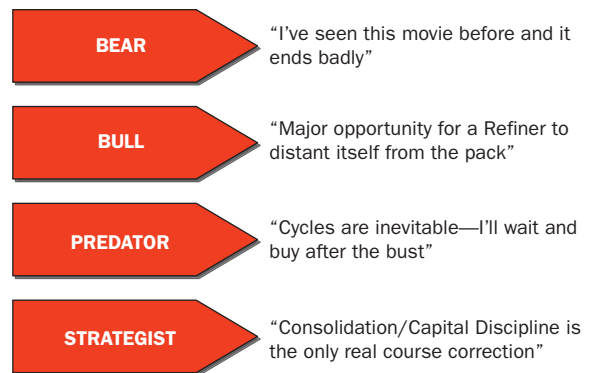 BEAR
“I’ve seen this movie before and it
ends badly”
BULL
“Major opportunity for a Refiner to
distant itself from the pack”
PREDATOR
“Cycles are inevitable—I’ll wait and
buy after the bust”
STRATEGIST
“Consolidation/Capital Discipline is
the only real course correction”